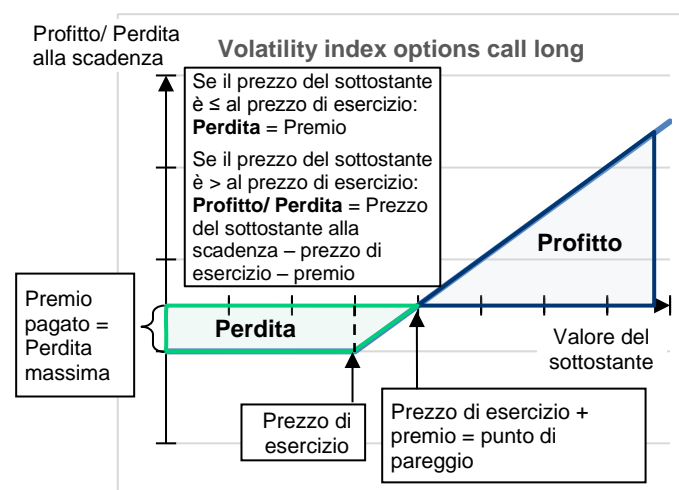 Profitto/ Perdita
alla scadenza
Volatility index options call long
Se il prezzo del sottostante
è ≤ al prezzo di esercizio:
Perdita = Premio
Se il prezzo del sottostante
è > al prezzo di esercizio:
Profitto/ Perdita = Prezzo
del sottostante alla
scadenza – prezzo di
esercizio – premio
Profitto
Premio
pagato =
Perdita
massima
Perdita
Valore del
sottostante
Prezzo di
esercizio
Prezzo di esercizio +
premio = punto di
pareggio